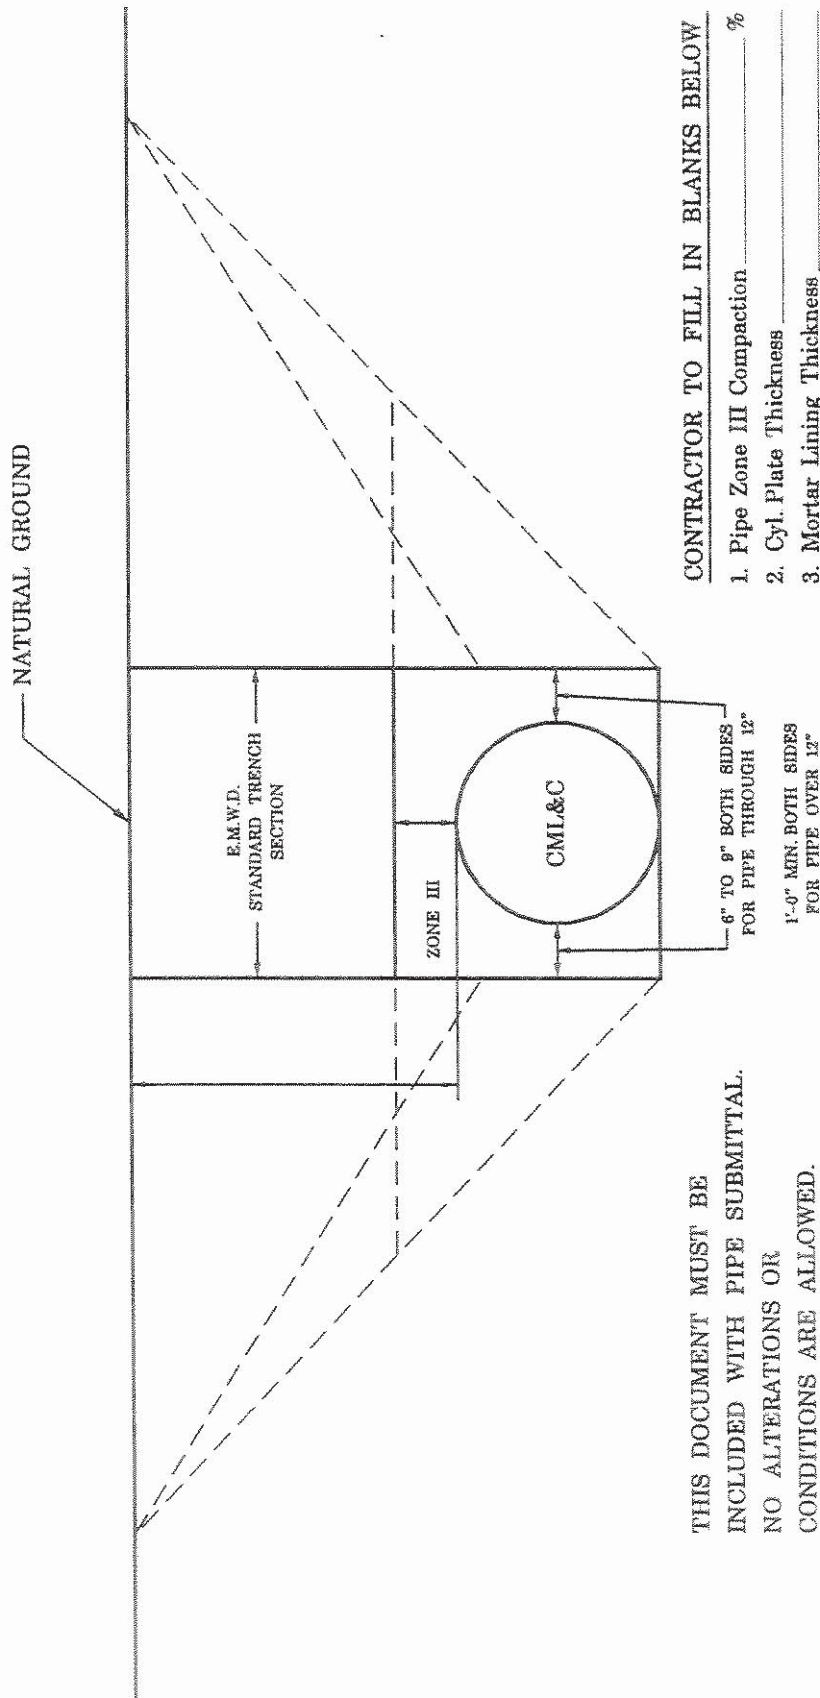 NATURAL GROUND
E.M.W.D.
STANDARD TRENCH
SECTION
ZONE III
CML&C
6" TO 9" BOTH SIDES
FOR PIPE THROUGH 12"
1'-0" MIN. BOTH SIDES
FOR PIPE OVER 12"
THIS DOCUMENT MUST BE
INCLUDED WITH PIPE SUBMITTAL.
NO ALTERATIONS OR
CONDITIONS ARE ALLOWED.
CONTRACTOR TO FILL IN BLANKS BELOW
1. Pipe Zone III Compaction %
2. Cyl. Plate Thickness
3. Mortar Lining Thickness